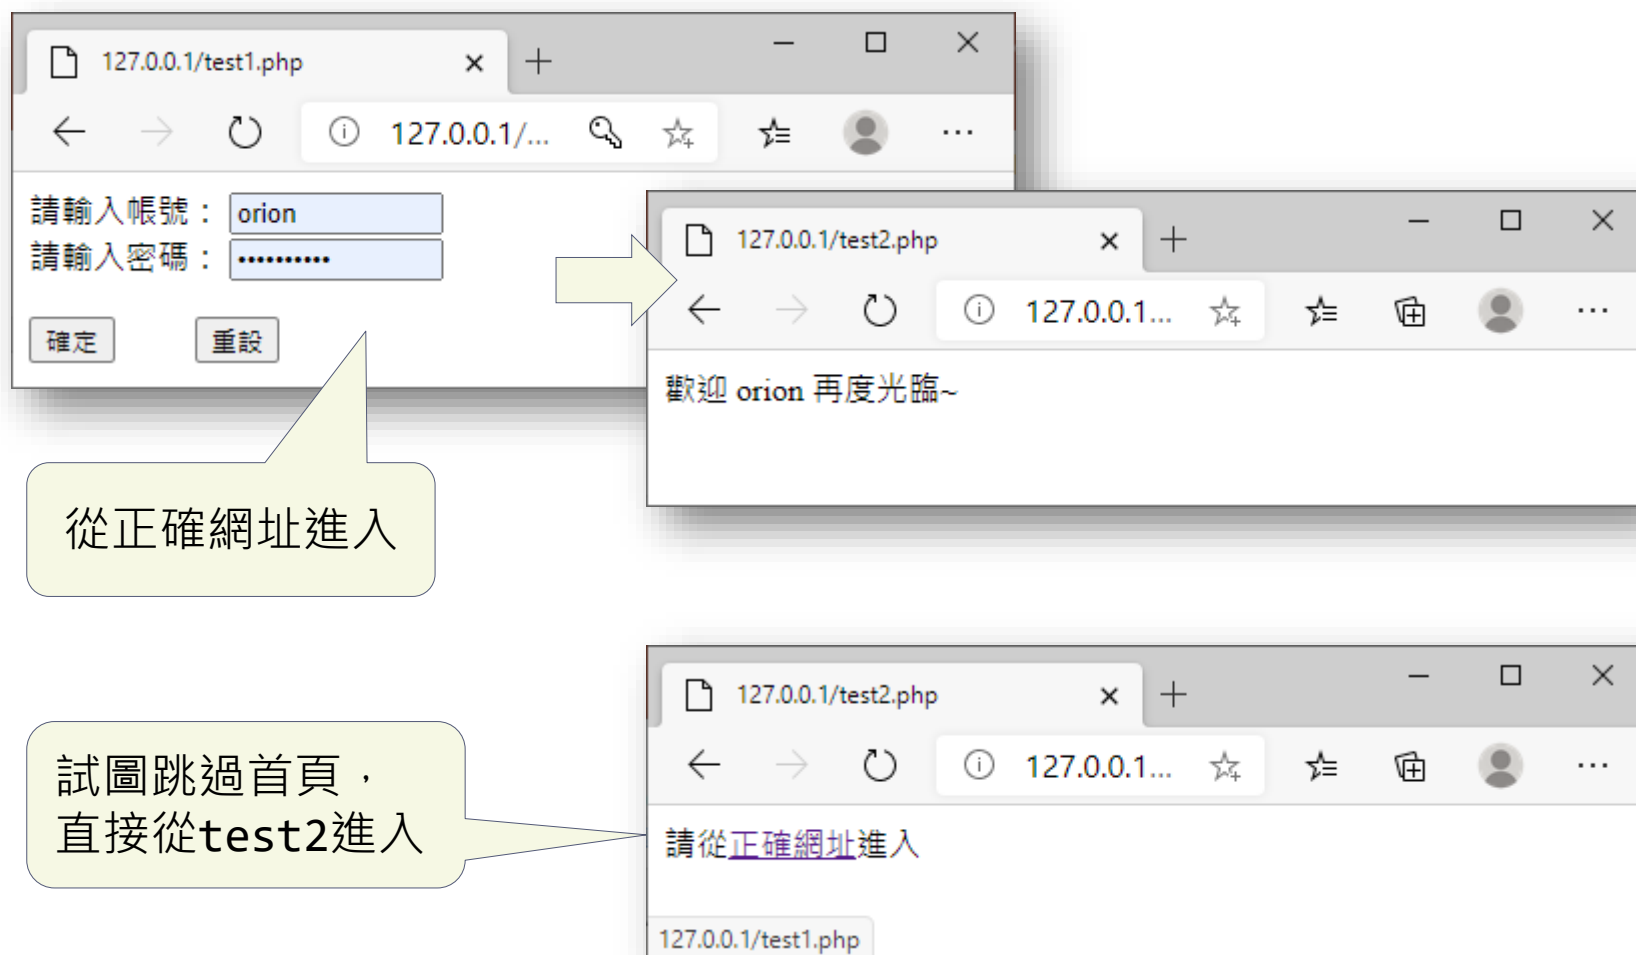 127.0.0.1/test1.php
127.0.0.1/...
請輸入帳號： orion
請輸入密碼： ••••••••••
確定 重設
從正確網址進入
127.0.0.1/test2.php
127.0.0.1...
歡迎 orion 再度光臨~
試圖跳過首頁，
直接從test2進入
127.0.0.1/test2.php
127.0.0.1...
請從正確網址進入
127.0.0.1/test1.php